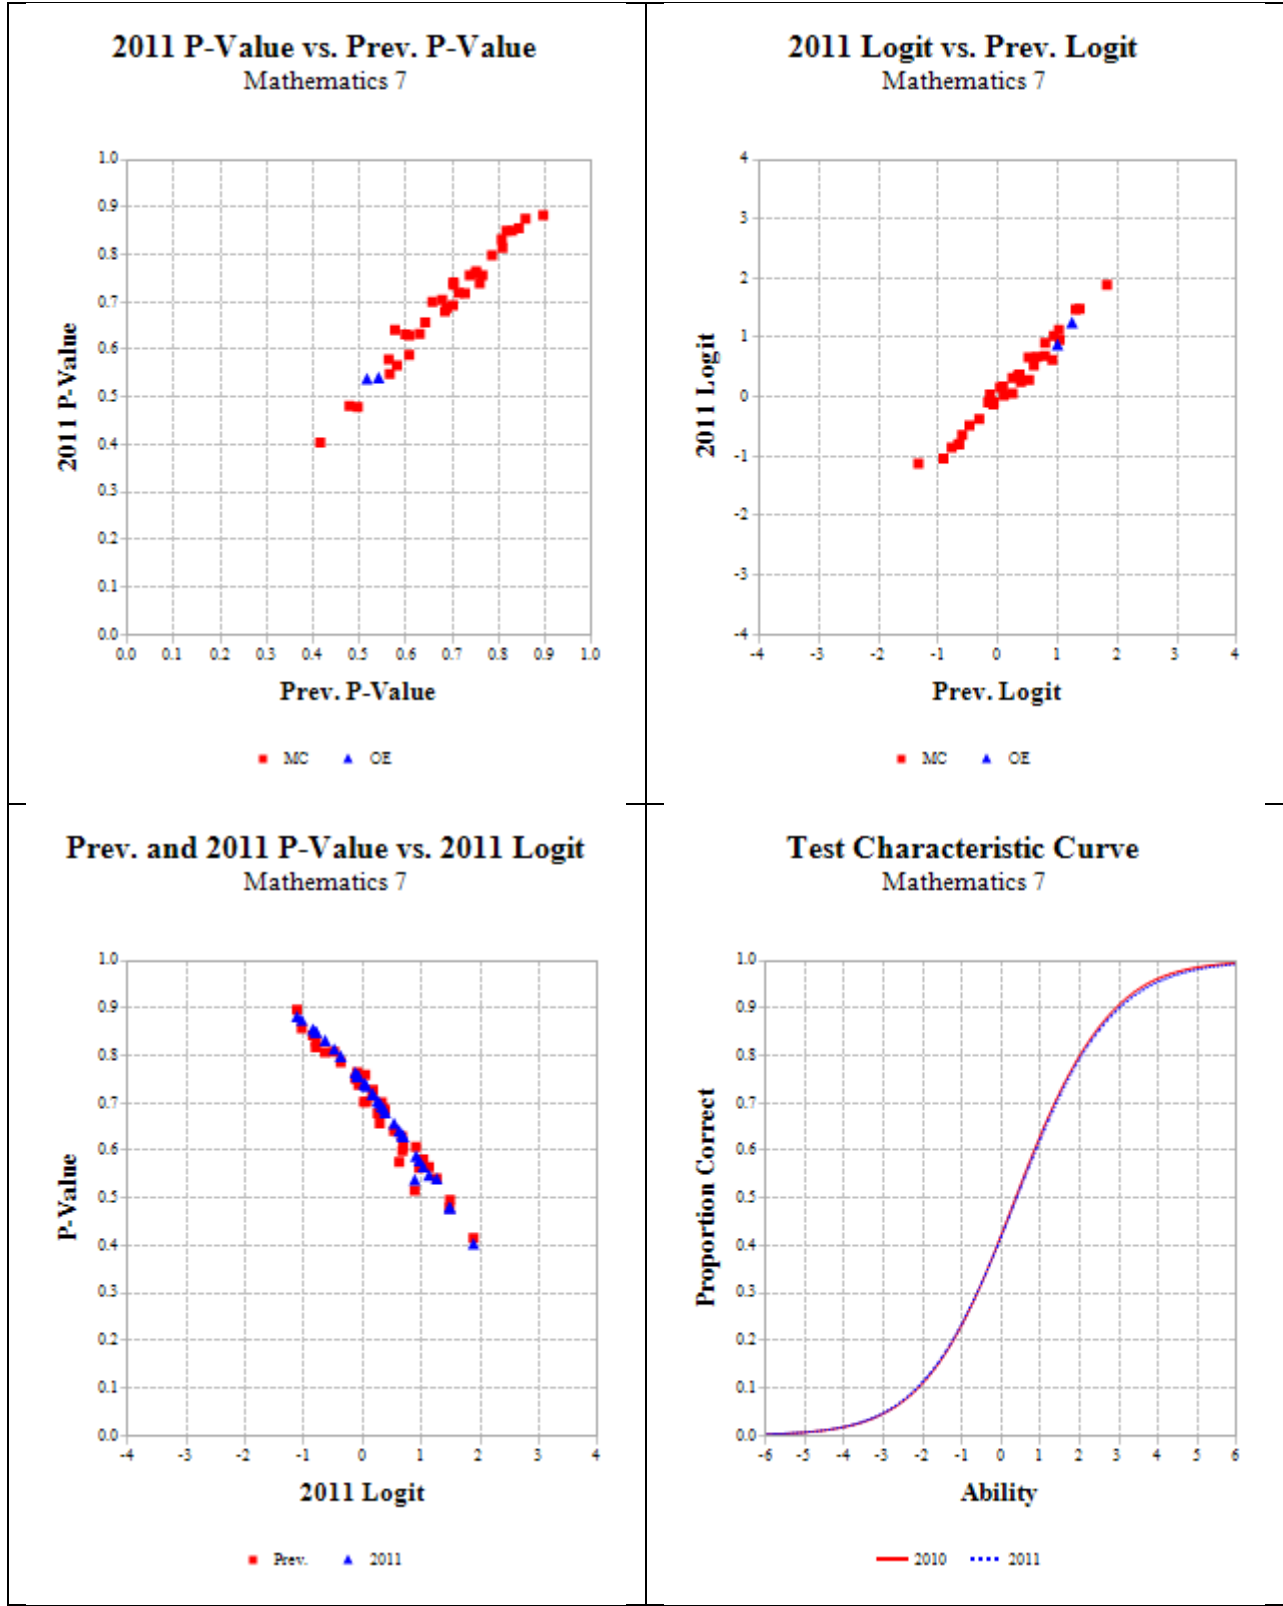 2011 P-Value vs. Prev. P-Value
Mathematics 7
1.0
0.9
0.8
0.7
0.6
0.5
0.4
0.3
0.2
0.1
0.0
2011 P-Value
0.0 0.1 0.2 0.3 0.4 0.5 0.6 0.7 0.8 0.9 1.0
Prev. P-Value
MC OE
2011 Logit vs. Prev. Logit
Mathematics 7
4
3
2
1
0
-1
-2
-3
-4
2011 Logit
-4 -3 -2 -1 0 1 2 3 4
Prev. Logit
MC OE
Prev. and 2011 P-Value vs. 2011 Logit
Mathematics 7
1.0
0.9
0.8
0.7
0.6
0.5
0.4
0.3
0.2
0.1
0.0
P-Value
-4 -3 -2 -1 0 1 2 3 4
2011 Logit
Prev. 2011
Test Characteristic Curve
Mathematics 7
1.0
0.9
0.8
0.7
0.6
0.5
0.4
0.3
0.2
0.1
0.0
Proportion Correct
-6 -5 -4 -3 -2 -1 0 1 2 3 4 5 6
Ability
2010 2011